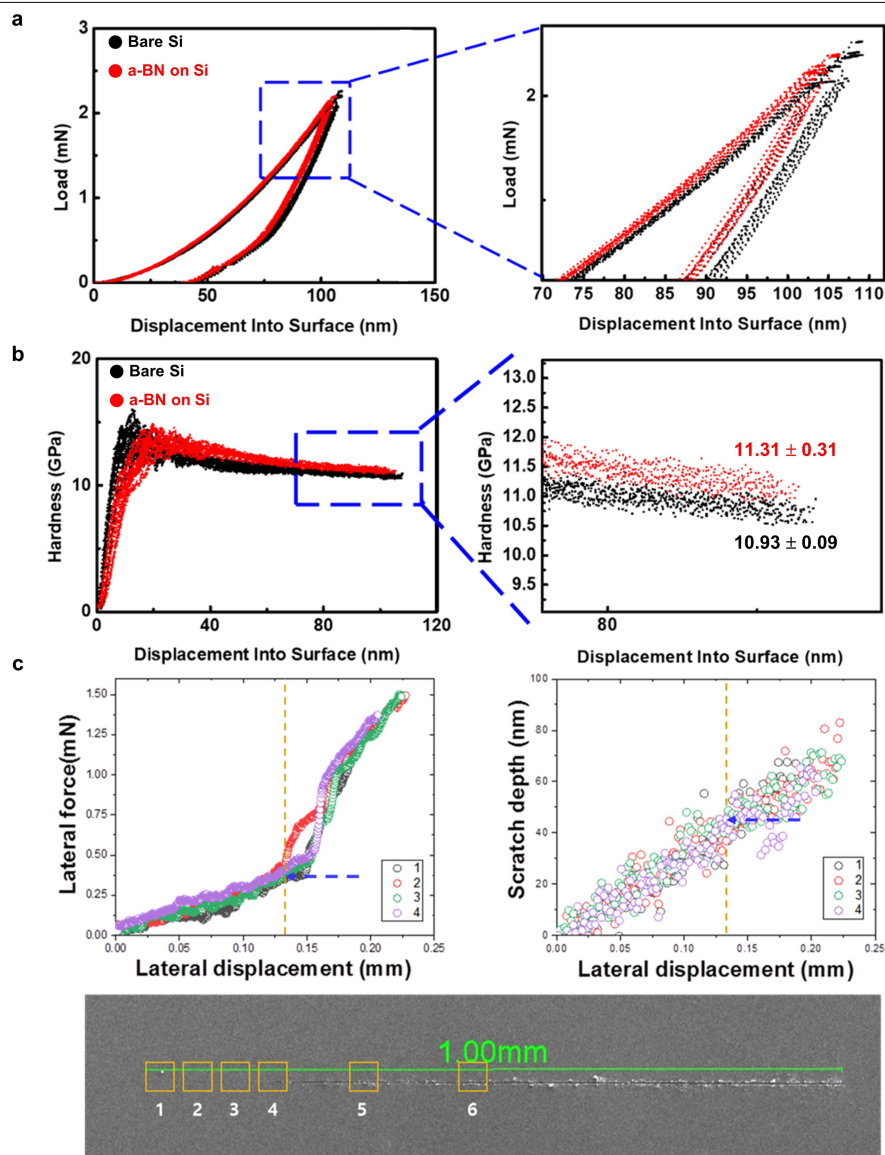 a
Bare Si
a-BN on Si
3
2
1
0
Load (mN)
0 50 100 150
Displacement Into Surface (nm)
2
Load (mN)
70 75 80 85 90 95 100 105 110
Displacement Into Surface (nm)
b
Bare Si
a-BN on Si
20
10
0
Hardness (GPa)
0 40 80 120
Displacement Into Surface (nm)
13.0
12.5
12.0
11.5
11.0
10.5
10.0
9.5
Hardness (GPa)
11.31 ± 0.31
10.93 ± 0.09
80
Displacement Into Surface (nm)
c
1.50
1.25
1.00
0.75
0.50
0.25
0.00
Lateral force(mN)
1
2
3
4
0.00 0.05 0.10 0.15 0.20 0.25
Lateral displacement (mm)
100
80
60
40
20
0
Scratch depth (nm)
1
2
3
4
0.00 0.05 0.10 0.15 0.20 0.25
Lateral displacement (mm)
1.00mm
1 2 3 4 5 6